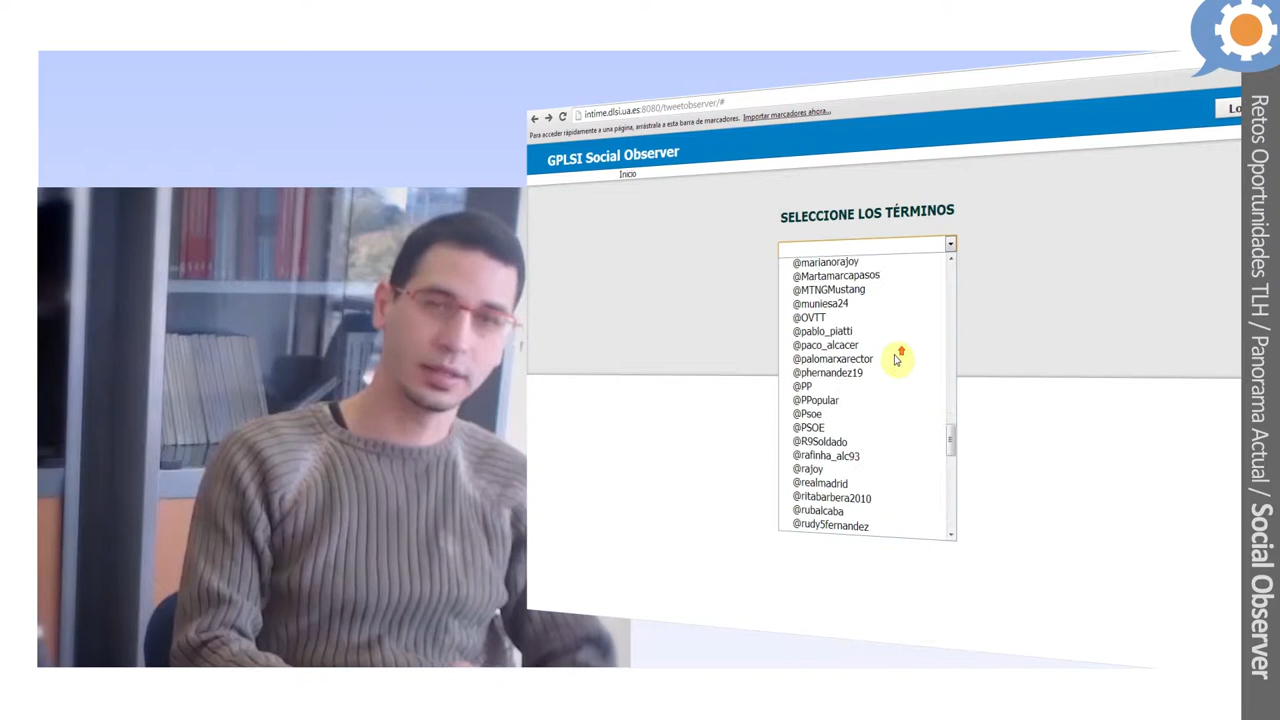 intime.dlsi.ua.es:8080/tweetobserver/#
Para acceder rápidamente a una página, arrástrala a esta barra de marcadores. Importar marcadores ahora...
Lo
GPLSI Social Observer
Inicio
SELECCIONE LOS TÉRMINOS
@marianorajoy
@Martamarcapasos
@MTNGMustang
@muniesa24
@OVTT
@pablo_piatti
@paco_alcacer
@palomarxarector
@phernandez19
@PP
@PPopular
@Psoe
@PSOE
@R9Soldado
@rafinha_alc93
@rajoy
@realmadrid
@ritabarbera2010
@rubalcaba
@rudy5fernandez
Retos Oportunidades TLH / Panorama Actual / Social Observer